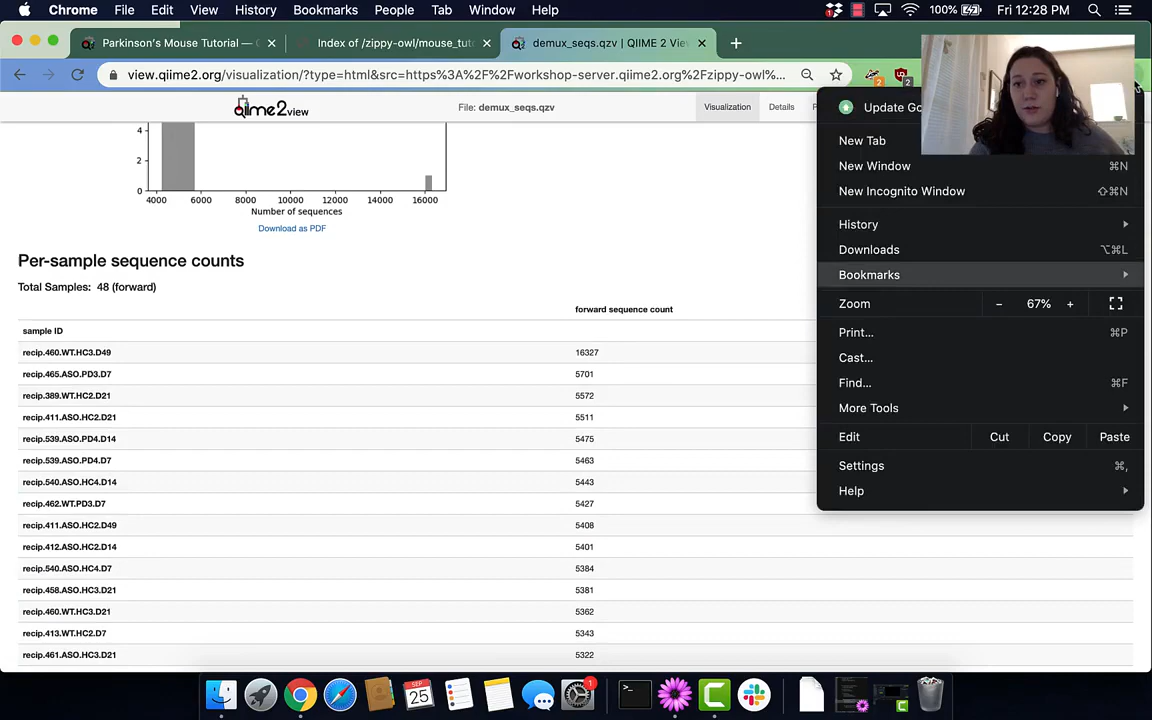 Chrome File Edit View History Bookmarks People Tab Window Help 100% Fri 12:28 PM
Parkinson's Mouse Tutorial — Index of /zippy-owl/mouse_tut demux_seqs.qzv | QIIME 2 Vie
view.qiime2.org/visualization/?type=html&src=https%3A%2F%2Fworkshop-server.qiime2.org%2Fzippy-owl%... 2 2
qiime2view File: demux_seqs.qzv Visualization Details P
4
2
0
4000 6000 8000 10000 12000 14000 16000
Number of sequences
Download as PDF
Per-sample sequence counts
Total Samples: 48 (forward)
forward sequence count
sample ID
recip.460.WT.HC3.D49 16327
recip.465.ASO.PD3.D7 5701
recip.389.WT.HC2.D21 5572
recip.411.ASO.HC2.D21 5511
recip.539.ASO.PD4.D14 5475
recip.539.ASO.PD4.D7 5463
recip.540.ASO.HC4.D14 5443
recip.462.WT.PD3.D7 5427
recip.411.ASO.HC2.D49 5408
recip.412.ASO.HC2.D14 5401
recip.540.ASO.HC4.D7 5384
recip.458.ASO.HC3.D21 5381
recip.460.WT.HC3.D21 5362
recip.413.WT.HC2.D7 5343
recip.461.ASO.HC3.D21 5322
Update Go
New Tab
New Window ⌘N
New Incognito Window ⇧⌘N
History
Downloads ⌥⌘L
Bookmarks
Zoom - 67% +
Print... ⌘P
Cast...
Find... ⌘F
More Tools
Edit Cut Copy Paste
Settings ⌘,
Help
SEP
25
1